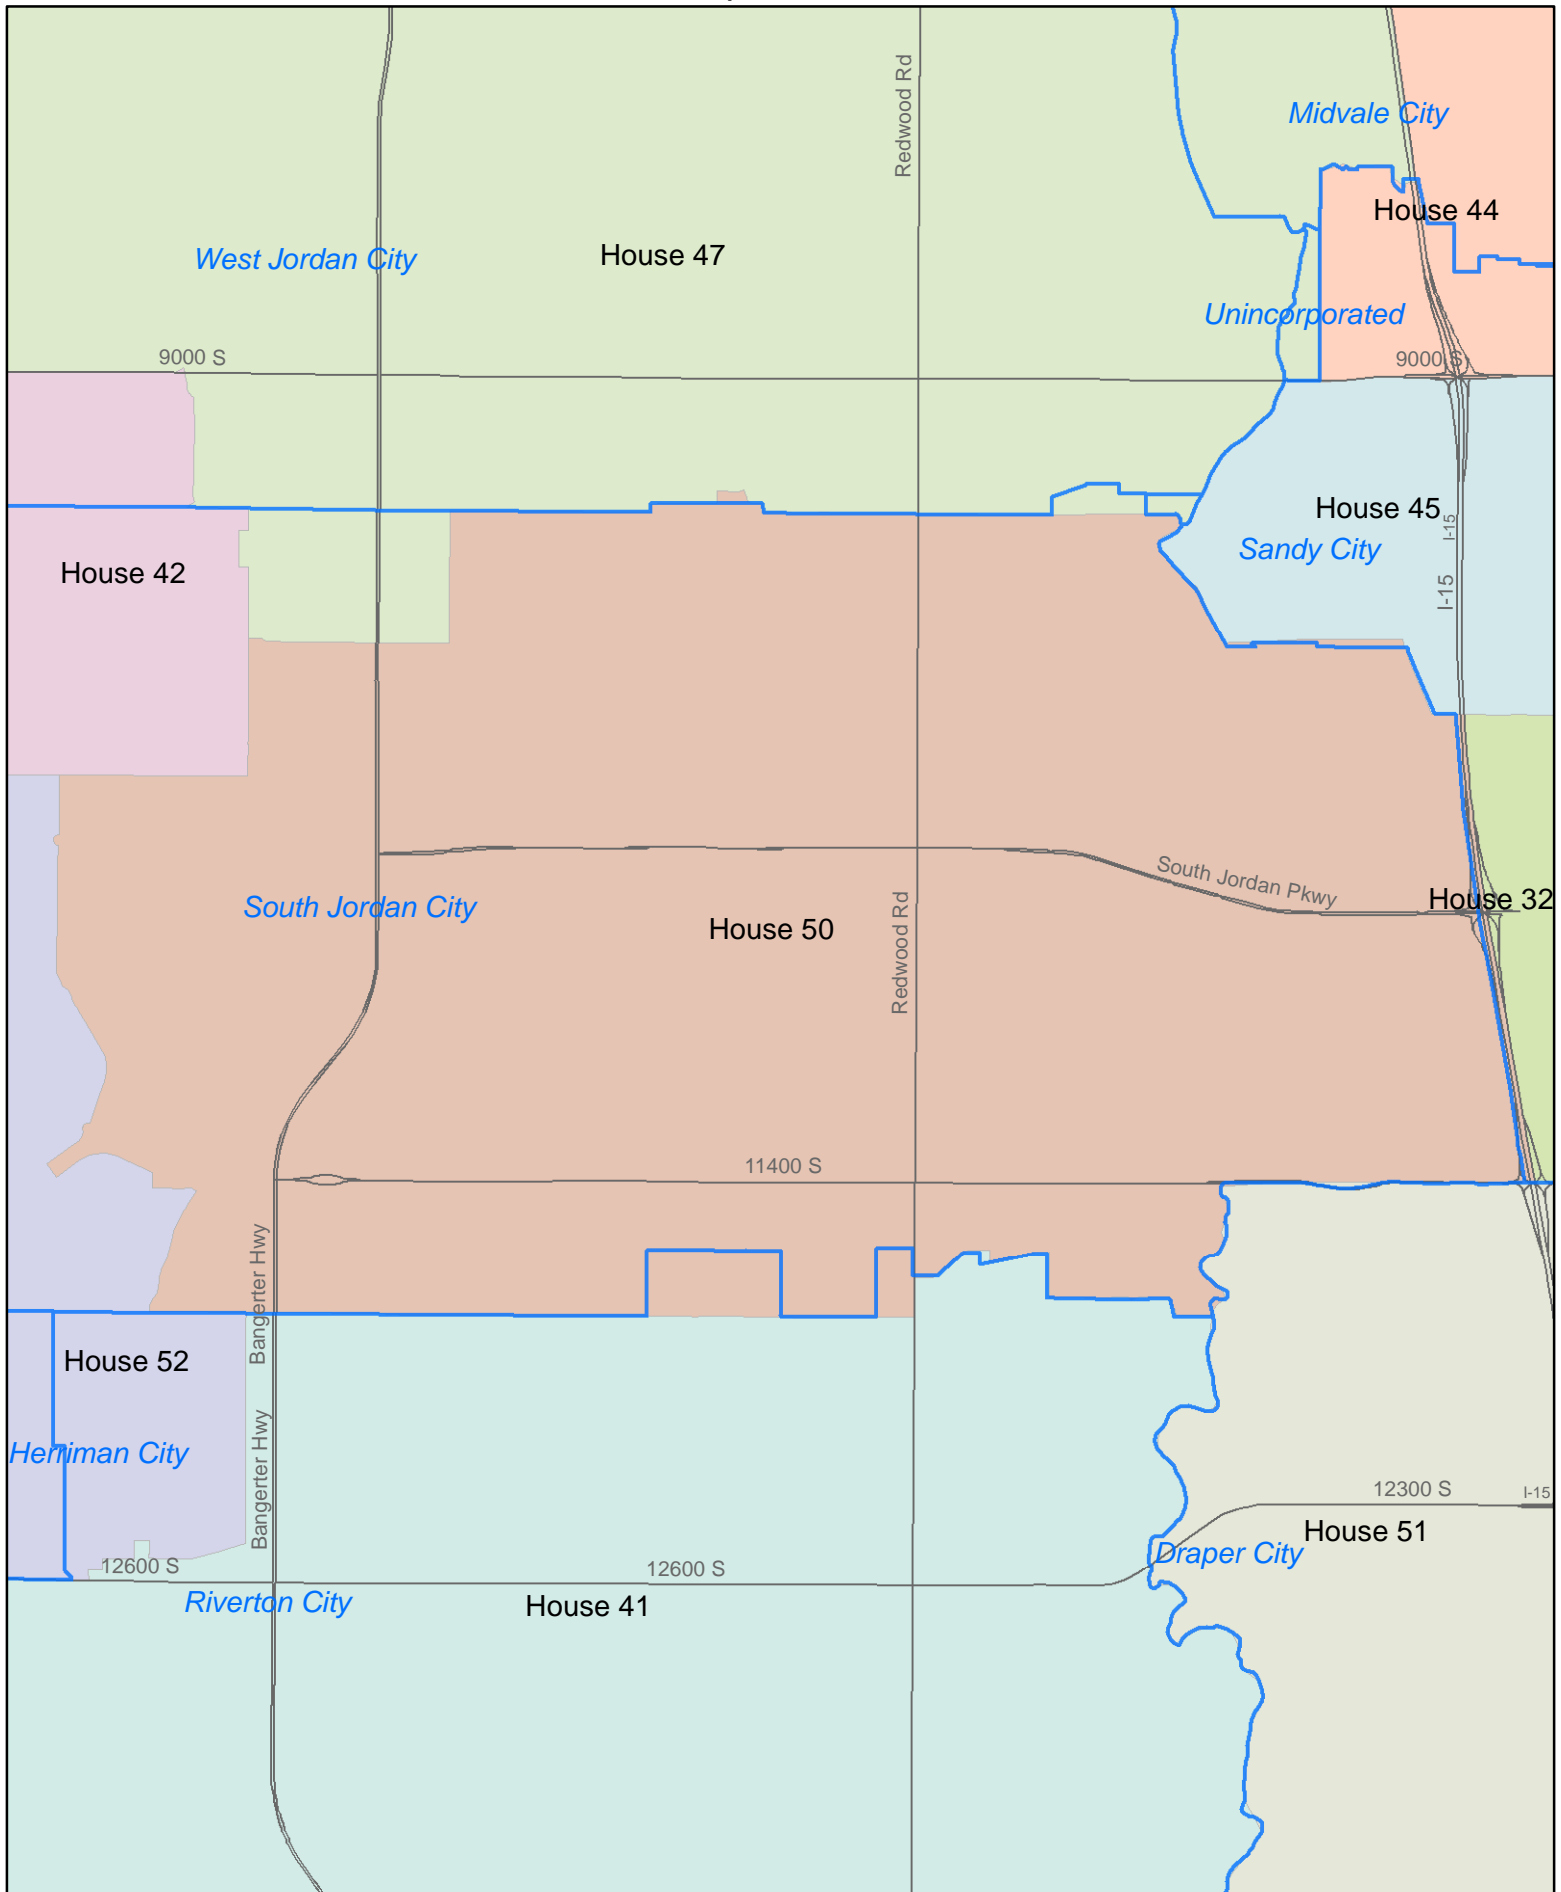 Redwood Rd
Midvale City
House 44
West Jordan City
House 47
Unincorporated
9000 S
9000 S
House 45
I-15
Sandy City
House 42
I-15
South Jordan Pkwy
House 32
South Jordan City
House 50
Redwood Rd
11400 S
Bangerter Hwy
House 52
Herriman City
Bangerter Hwy
12300 S
I-15
House 51
Draper City
12600 S
12600 S
Riverton City
House 41